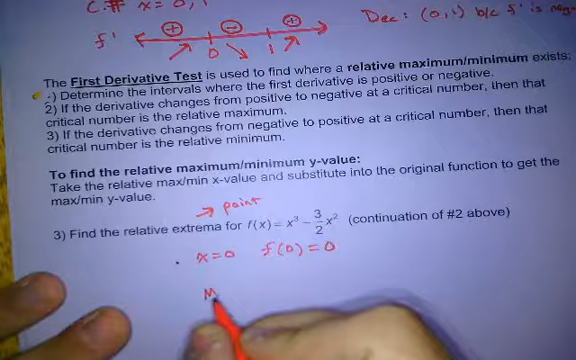 C.# x = 0, 1
Dec: (0,1) b/c f' is neg
+ − +
f'
0 1
The First Derivative Test is used to find where a relative maximum/minimum exists:
1) Determine the intervals where the first derivative is positive or negative.
2) If the derivative changes from positive to negative at a critical number, then that
critical number is the relative maximum.
3) If the derivative changes from negative to positive at a critical number, then that
critical number is the relative minimum.
To find the relative maximum/minimum y-value:
Take the relative max/min x-value and substitute into the original function to get the
max/min y-value.
→ point
3) Find the relative extrema for f(x) = x³ − 3/2 x² (continuation of #2 above)
x=0 f(0) = 0
M